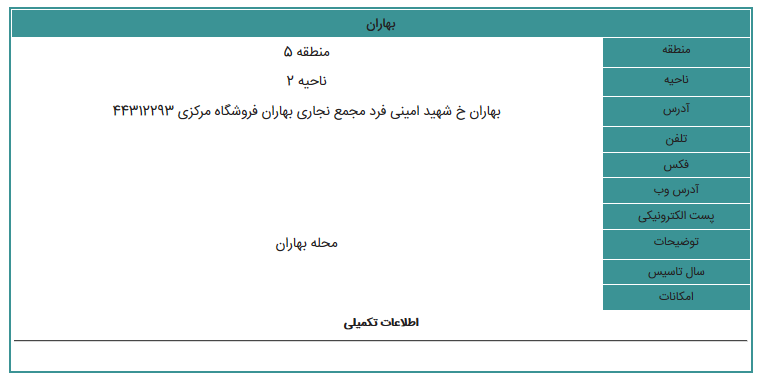 بهاران
منطقه منطقه ۵
ناحیه ناحیه ۲
آدرس بهاران خ شهید امینی فرد مجمع نجاری بهاران فروشگاه مرکزی ۴۴۳۱۲۲۹۳
تلفن
فکس
آدرس وب
پست الکترونیکی
توضیحات محله بهاران
سال تاسیس
امکانات
اطلاعات تکمیلی